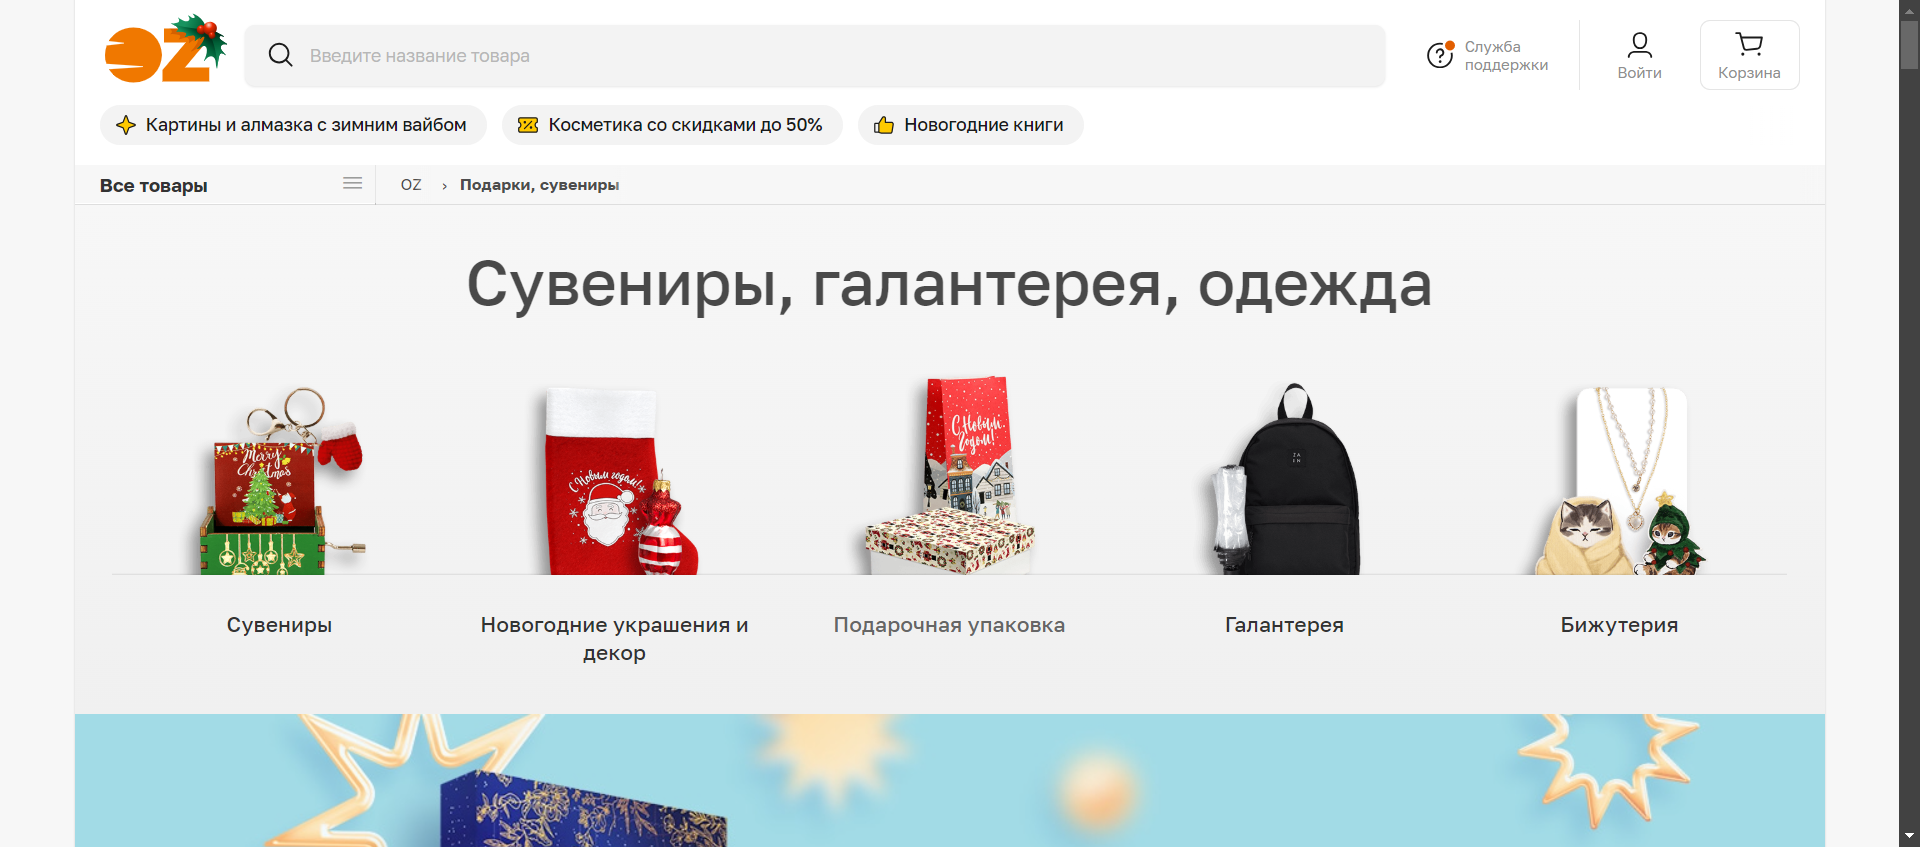 OZ
Введите название товара
Служба
поддержки
Войти
Корзина
Картины и алмазка с зимним вайбом
Косметика со скидками до 50%
Новогодние книги
Все товары
OZ › Подарки, сувениры
Сувениры, галантерея, одежда
Merry
Christmas
С Новым годом!
С Новым
Годом!
Сувениры
Новогодние украшения и
декор
Подарочная упаковка
Галантерея
Бижутерия